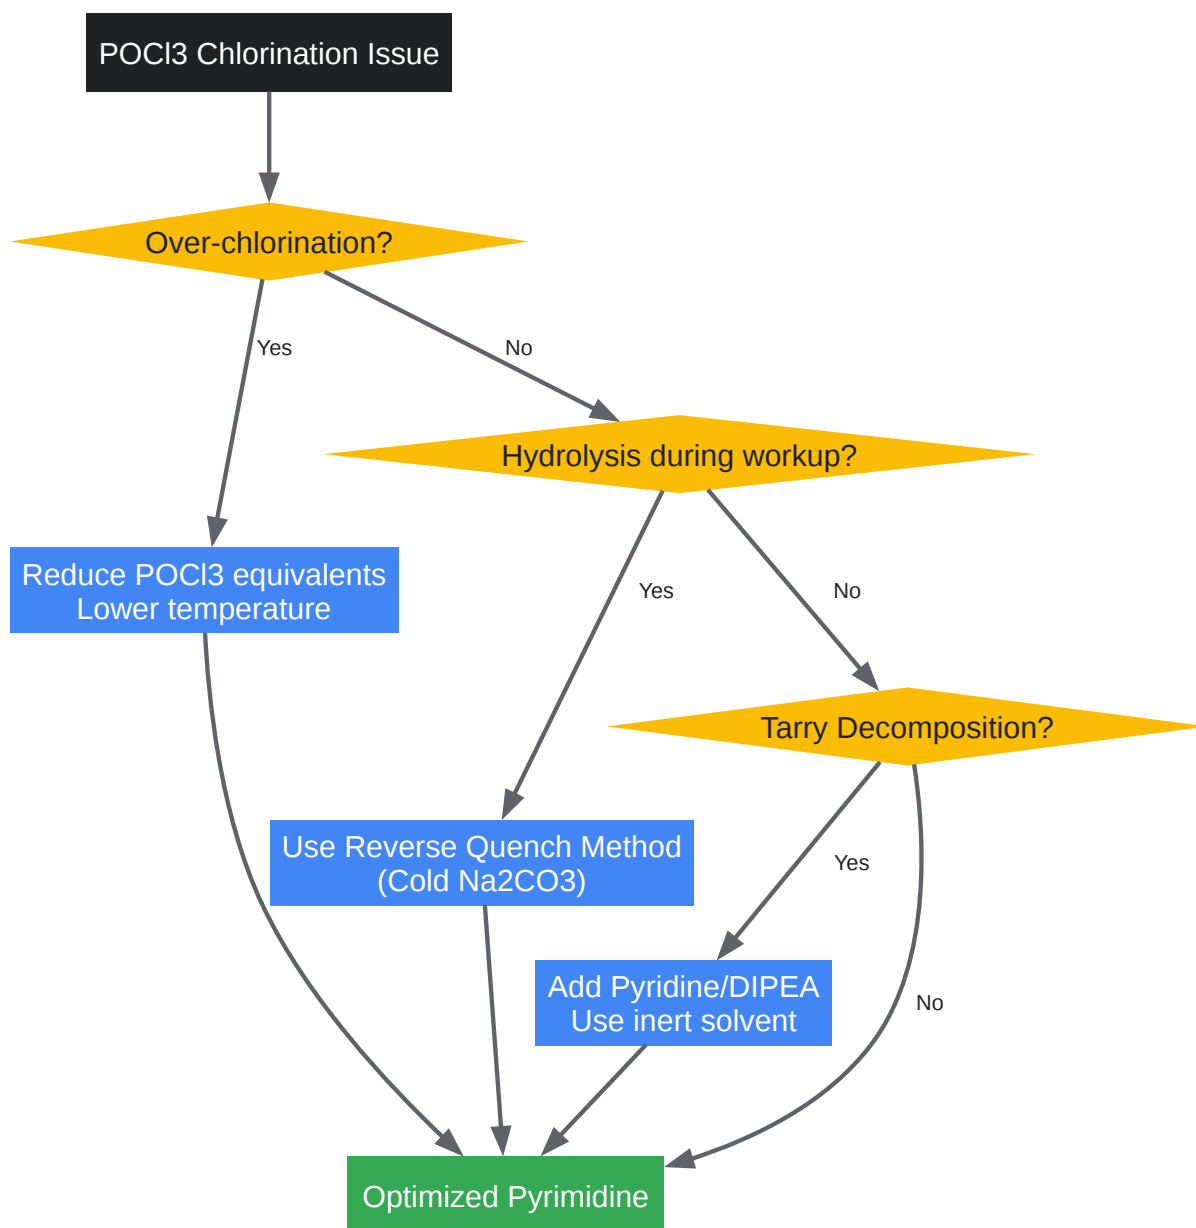 POCl3 Chlorination Issue
Over-chlorination?
Yes
No
Hydrolysis during workup?
Reduce POCl3 equivalents
Lower temperature
Yes
No
Tarry Decomposition?
Use Reverse Quench Method
(Cold Na2CO3)
Yes
Add Pyridine/DIPEA
Use inert solvent
No
Optimized Pyrimidine